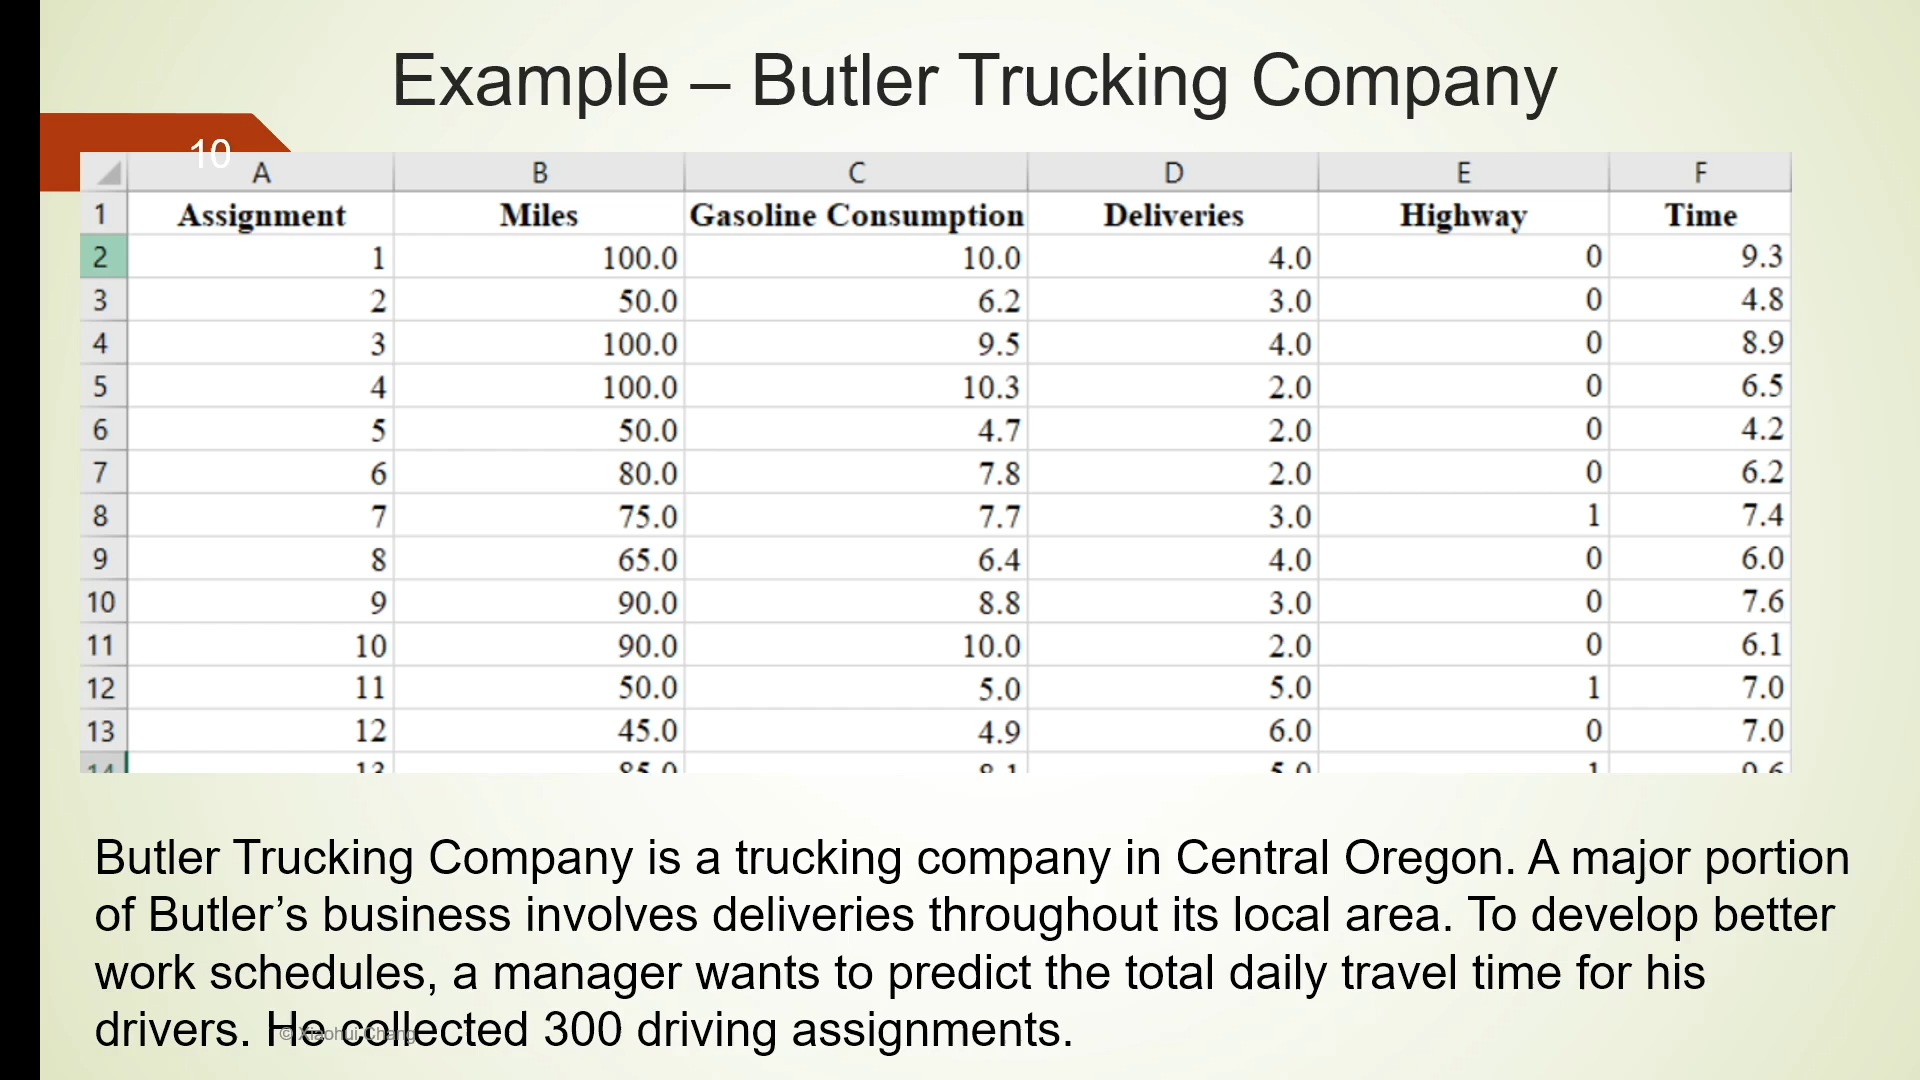 Example – Butler Trucking Company
10
A B C D E F
1 Assignment Miles Gasoline Consumption Deliveries Highway Time
2 1 100.0 10.0 4.0 0 9.3
3 2 50.0 6.2 3.0 0 4.8
4 3 100.0 9.5 4.0 0 8.9
5 4 100.0 10.3 2.0 0 6.5
6 5 50.0 4.7 2.0 0 4.2
7 6 80.0 7.8 2.0 0 6.2
8 7 75.0 7.7 3.0 1 7.4
9 8 65.0 6.4 4.0 0 6.0
10 9 90.0 8.8 3.0 0 7.6
11 10 90.0 10.0 2.0 0 6.1
12 11 50.0 5.0 5.0 1 7.0
13 12 45.0 4.9 6.0 0 7.0
Butler Trucking Company is a trucking company in Central Oregon. A major portion
of Butler’s business involves deliveries throughout its local area. To develop better
work schedules, a manager wants to predict the total daily travel time for his
drivers. He collected 300 driving assignments.
© Xiaohui Chang